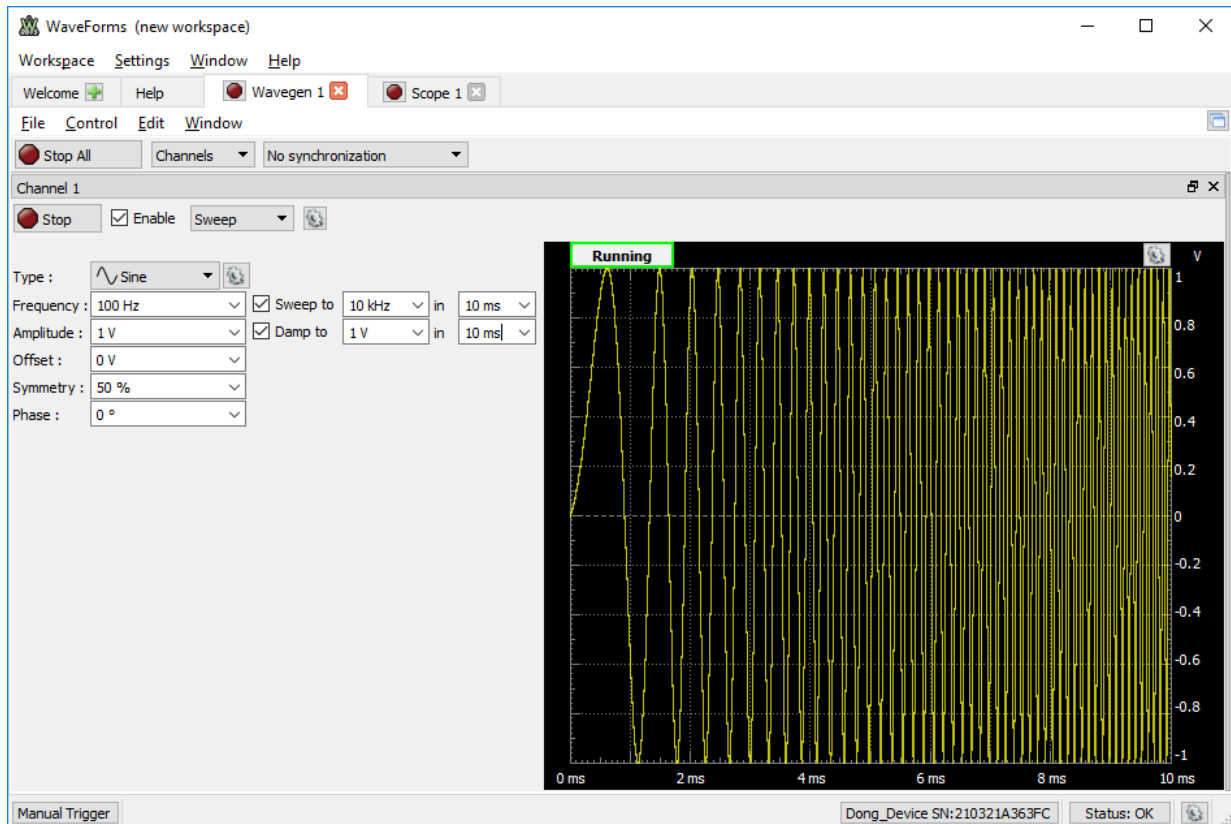 WaveForms (new workspace)
Workspace Settings Window Help
Welcome Help Wavegen 1 Scope 1
File Control Edit Window
Stop All Channels No synchronization
Channel 1
Stop Enable Sweep
Running V
Type : Sine
Frequency : 100 Hz Sweep to 10 kHz in 10 ms
Amplitude : 1 V Damp to 1 V in 10 ms
Offset : 0 V
Symmetry : 50 %
Phase : 0 º
1
0.8
0.6
0.4
0.2
0
-0.2
-0.4
-0.6
-0.8
-1
0 ms 2 ms 4 ms 6 ms 8 ms 10 ms
Manual Trigger Dong_Device SN:210321A363FC Status: OK